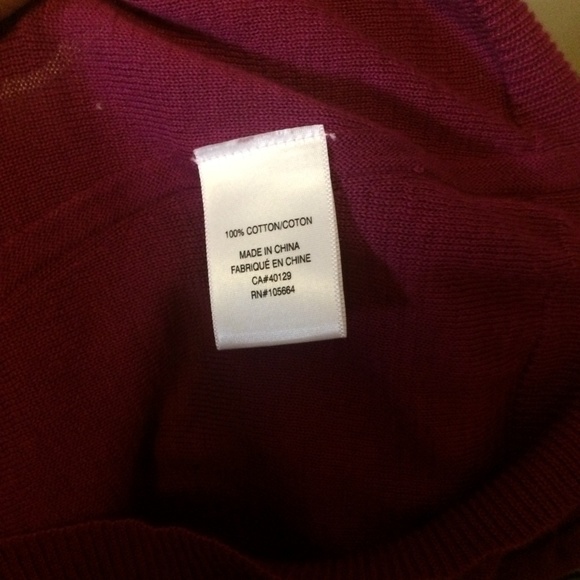 100% COTTON/COTON
MADE IN CHINA
FABRIQUÉ EN CHINE
CA#40129
RN#105664